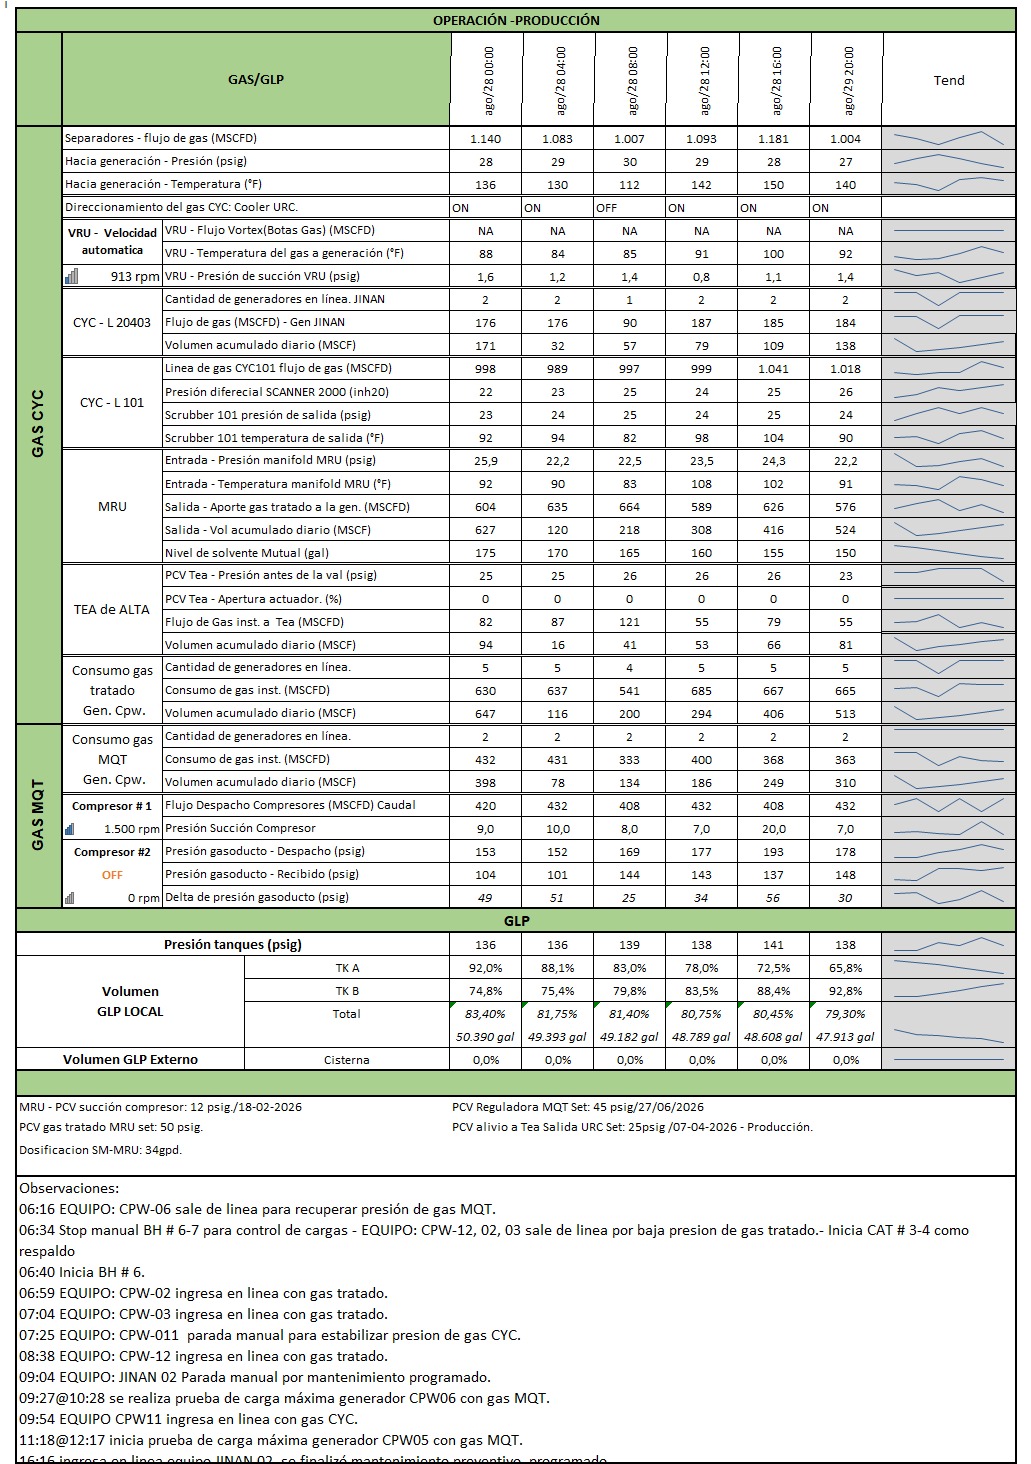 OPERACIÓN -PRODUCCIÓN
GAS/GLP ago/28 00:00 ago/28 04:00 ago/28 08:00 ago/28 12:00 ago/28 16:00 ago/29 20:00 Tend
GAS CYC
Separadores - flujo de gas (MSCFD) 1.140 1.083 1.007 1.093 1.181 1.004
Hacia generación - Presión (psig) 28 29 30 29 28 27
Hacia generación - Temperatura (°F) 136 130 112 142 150 140
Direccionamiento del gas CYC: Cooler URC. ON ON OFF ON ON ON
VRU - Velocidad automatica
913 rpm
VRU - Flujo Vortex(Botas Gas) (MSCFD) NA NA NA NA NA NA
VRU - Temperatura del gas a generación (°F) 88 84 85 91 100 92
VRU - Presión de succión VRU (psig) 1,6 1,2 1,4 0,8 1,1 1,4
CYC - L 20403
Cantidad de generadores en línea. JINAN 2 2 1 2 2 2
Flujo de gas (MSCFD) - Gen JINAN 176 176 90 187 185 184
Volumen acumulado diario (MSCF) 171 32 57 79 109 138
CYC - L 101
Linea de gas CYC101 flujo de gas (MSCFD) 998 989 997 999 1.041 1.018
Presión diferecial SCANNER 2000 (inh20) 22 23 25 24 25 26
Scrubber 101 presión de salida (psig) 23 24 25 24 25 24
Scrubber 101 temperatura de salida (°F) 92 94 82 98 104 90
MRU
Entrada - Presión manifold MRU (psig) 25,9 22,2 22,5 23,5 24,3 22,2
Entrada - Temperatura manifold MRU (°F) 92 90 83 108 102 91
Salida - Aporte gas tratado a la gen. (MSCFD) 604 635 664 589 626 576
Salida - Vol acumulado diario (MSCF) 627 120 218 308 416 524
Nivel de solvente Mutual (gal) 175 170 165 160 155 150
TEA de ALTA
PCV Tea - Presión antes de la val (psig) 25 25 26 26 26 23
PCV Tea - Apertura actuador. (%) 0 0 0 0 0 0
Flujo de Gas inst. a Tea (MSCFD) 82 87 121 55 79 55
Volumen acumulado diario (MSCF) 94 16 41 53 66 81
Consumo gas tratado Gen. Cpw.
Cantidad de generadores en línea. 5 5 4 5 5 5
Consumo de gas inst. (MSCFD) 630 637 541 685 667 665
Volumen acumulado diario (MSCF) 647 116 200 294 406 513
GAS MQT
Consumo gas MQT Gen. Cpw.
Cantidad de generadores en línea. 2 2 2 2 2 2
Consumo de gas inst. (MSCFD) 432 431 333 400 368 363
Volumen acumulado diario (MSCF) 398 78 134 186 249 310
Compresor # 1
1.500 rpm
Flujo Despacho Compresores (MSCFD) Caudal 420 432 408 432 408 432
Presión Succión Compresor 9,0 10,0 8,0 7,0 20,0 7,0
Compresor #2
OFF
0 rpm
Presión gasoducto - Despacho (psig) 153 152 169 177 193 178
Presión gasoducto - Recibido (psig) 104 101 144 143 137 148
Delta de presión gasoducto (psig) 49 51 25 34 56 30
GLP
Presión tanques (psig) 136 136 139 138 141 138
Volumen GLP LOCAL
TK A 92,0% 88,1% 83,0% 78,0% 72,5% 65,8%
TK B 74,8% 75,4% 79,8% 83,5% 88,4% 92,8%
Total 83,40% 81,75% 81,40% 80,75% 80,45% 79,30%
50.390 gal 49.393 gal 49.182 gal 48.789 gal 48.608 gal 47.913 gal
Volumen GLP Externo Cisterna 0,0% 0,0% 0,0% 0,0% 0,0% 0,0%
MRU - PCV succión compresor: 12 psig./18-02-2026 PCV Reguladora MQT Set: 45 psig/27/06/2026
PCV gas tratado MRU set: 50 psig. PCV alivio a Tea Salida URC Set: 25psig /07-04-2026 - Producción.
Dosificacion SM-MRU: 34gpd.
Observaciones:
06:16 EQUIPO: CPW-06 sale de linea para recuperar presión de gas MQT.
06:34 Stop manual BH # 6-7 para control de cargas - EQUIPO: CPW-12, 02, 03 sale de linea por baja presion de gas tratado.- Inicia CAT # 3-4 como
respaldo
06:40 Inicia BH # 6.
06:59 EQUIPO: CPW-02 ingresa en linea con gas tratado.
07:04 EQUIPO: CPW-03 ingresa en linea con gas tratado.
07:25 EQUIPO: CPW-011 parada manual para estabilizar presion de gas CYC.
08:38 EQUIPO: CPW-12 ingresa en linea con gas tratado.
09:04 EQUIPO: JINAN 02 Parada manual por mantenimiento programado.
09:27@10:28 se realiza prueba de carga máxima generador CPW06 con gas MQT.
09:54 EQUIPO CPW11 ingresa en linea con gas CYC.
11:18@12:17 inicia prueba de carga máxima generador CPW05 con gas MQT.
16:16 ingresa en linea equipo JINAN 02, se finalizó mantenimiento preventivo programado